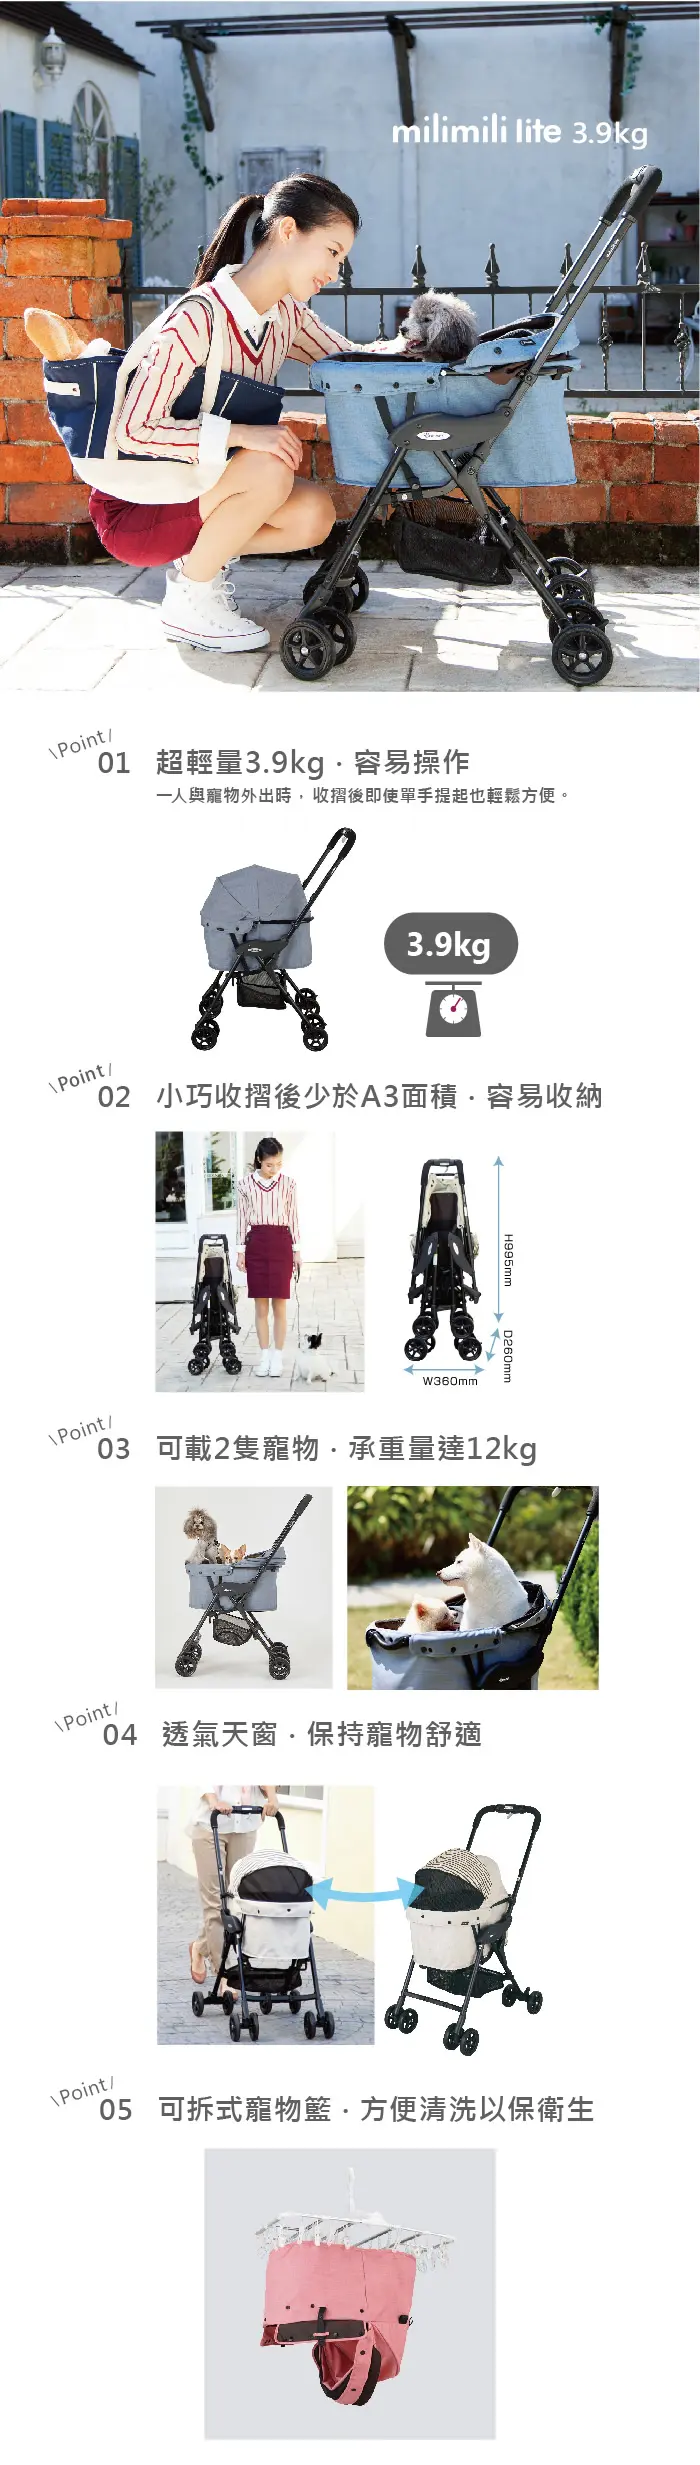 milimili lite 3.9kg
\Point/
01 超輕量3.9kg．容易操作
一人與寵物外出時，收摺後即使單手提起也輕鬆方便。
3.9kg
\Point/
02 小巧收摺後少於A3面積．容易收納
H995mm
D260mm
W360mm
\Point/
03 可載2隻寵物．承重量達12kg
\Point/
04 透氣天窗．保持寵物舒適
\Point/
05 可拆式寵物籃．方便清洗以保衛生